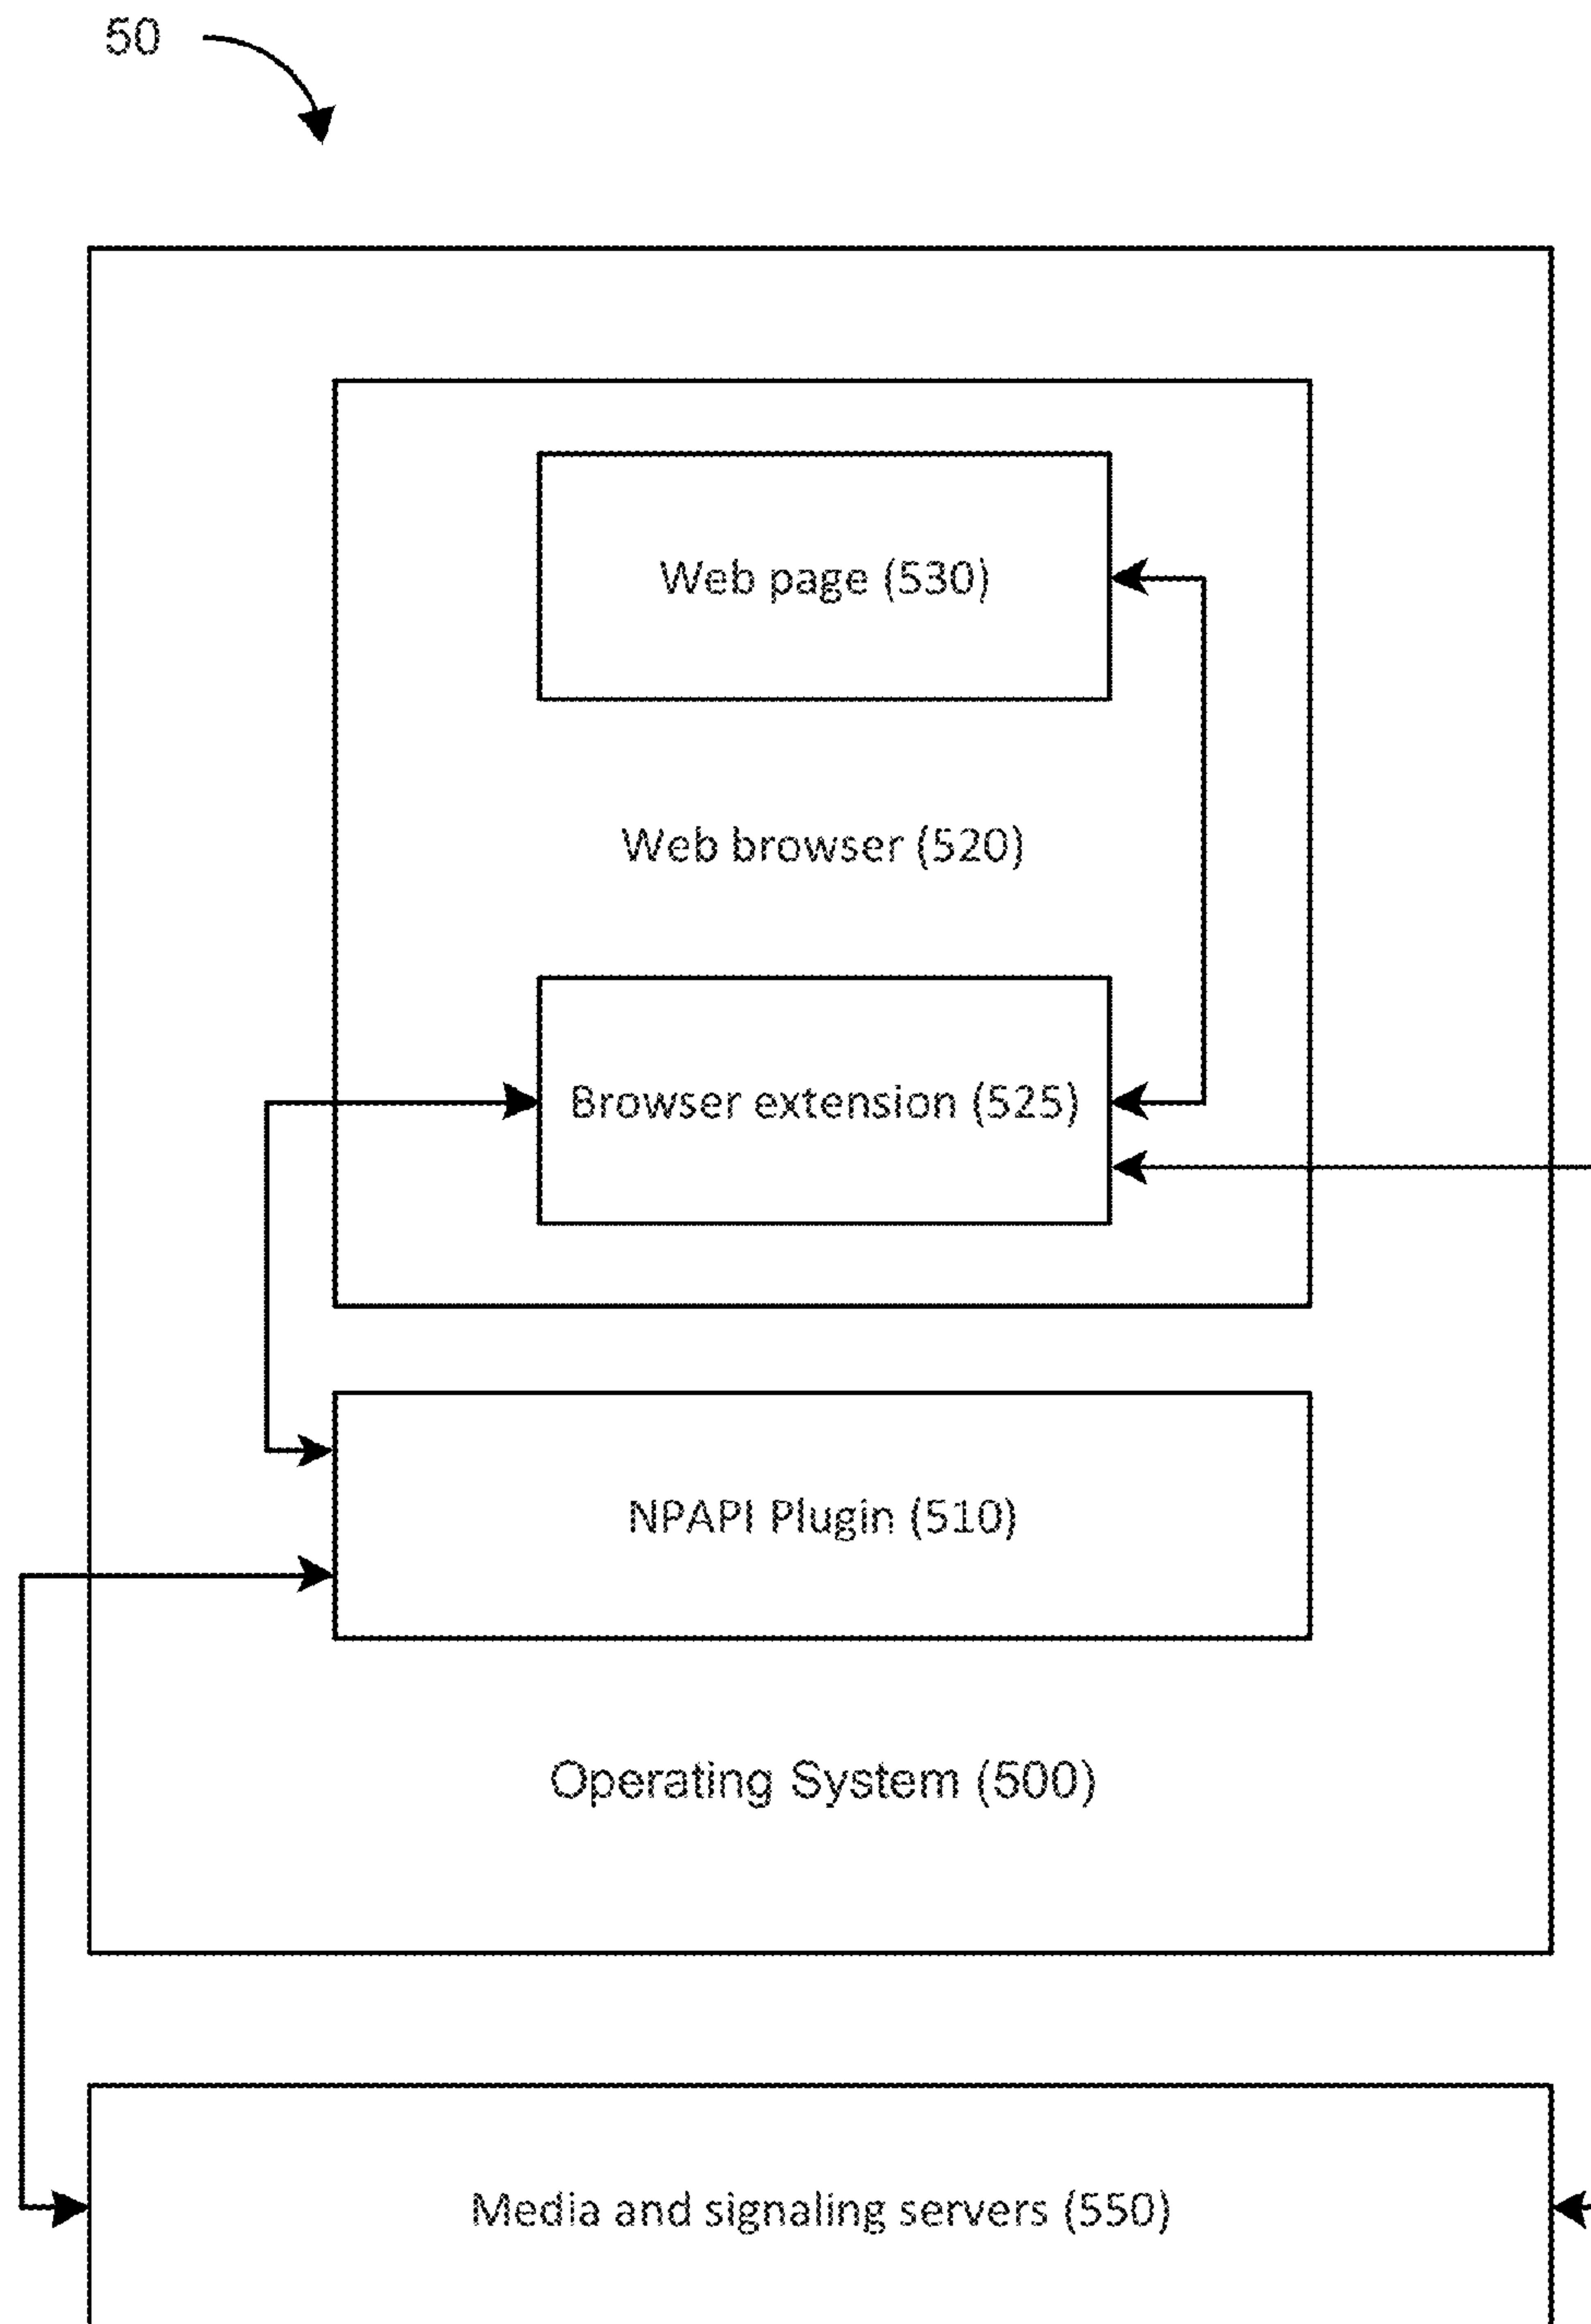 50
Web page (530)
Web browser (520)
Browser extension (525)
NPAPI Plugin (510)
Operating System (500)
Media and signaling servers (550)